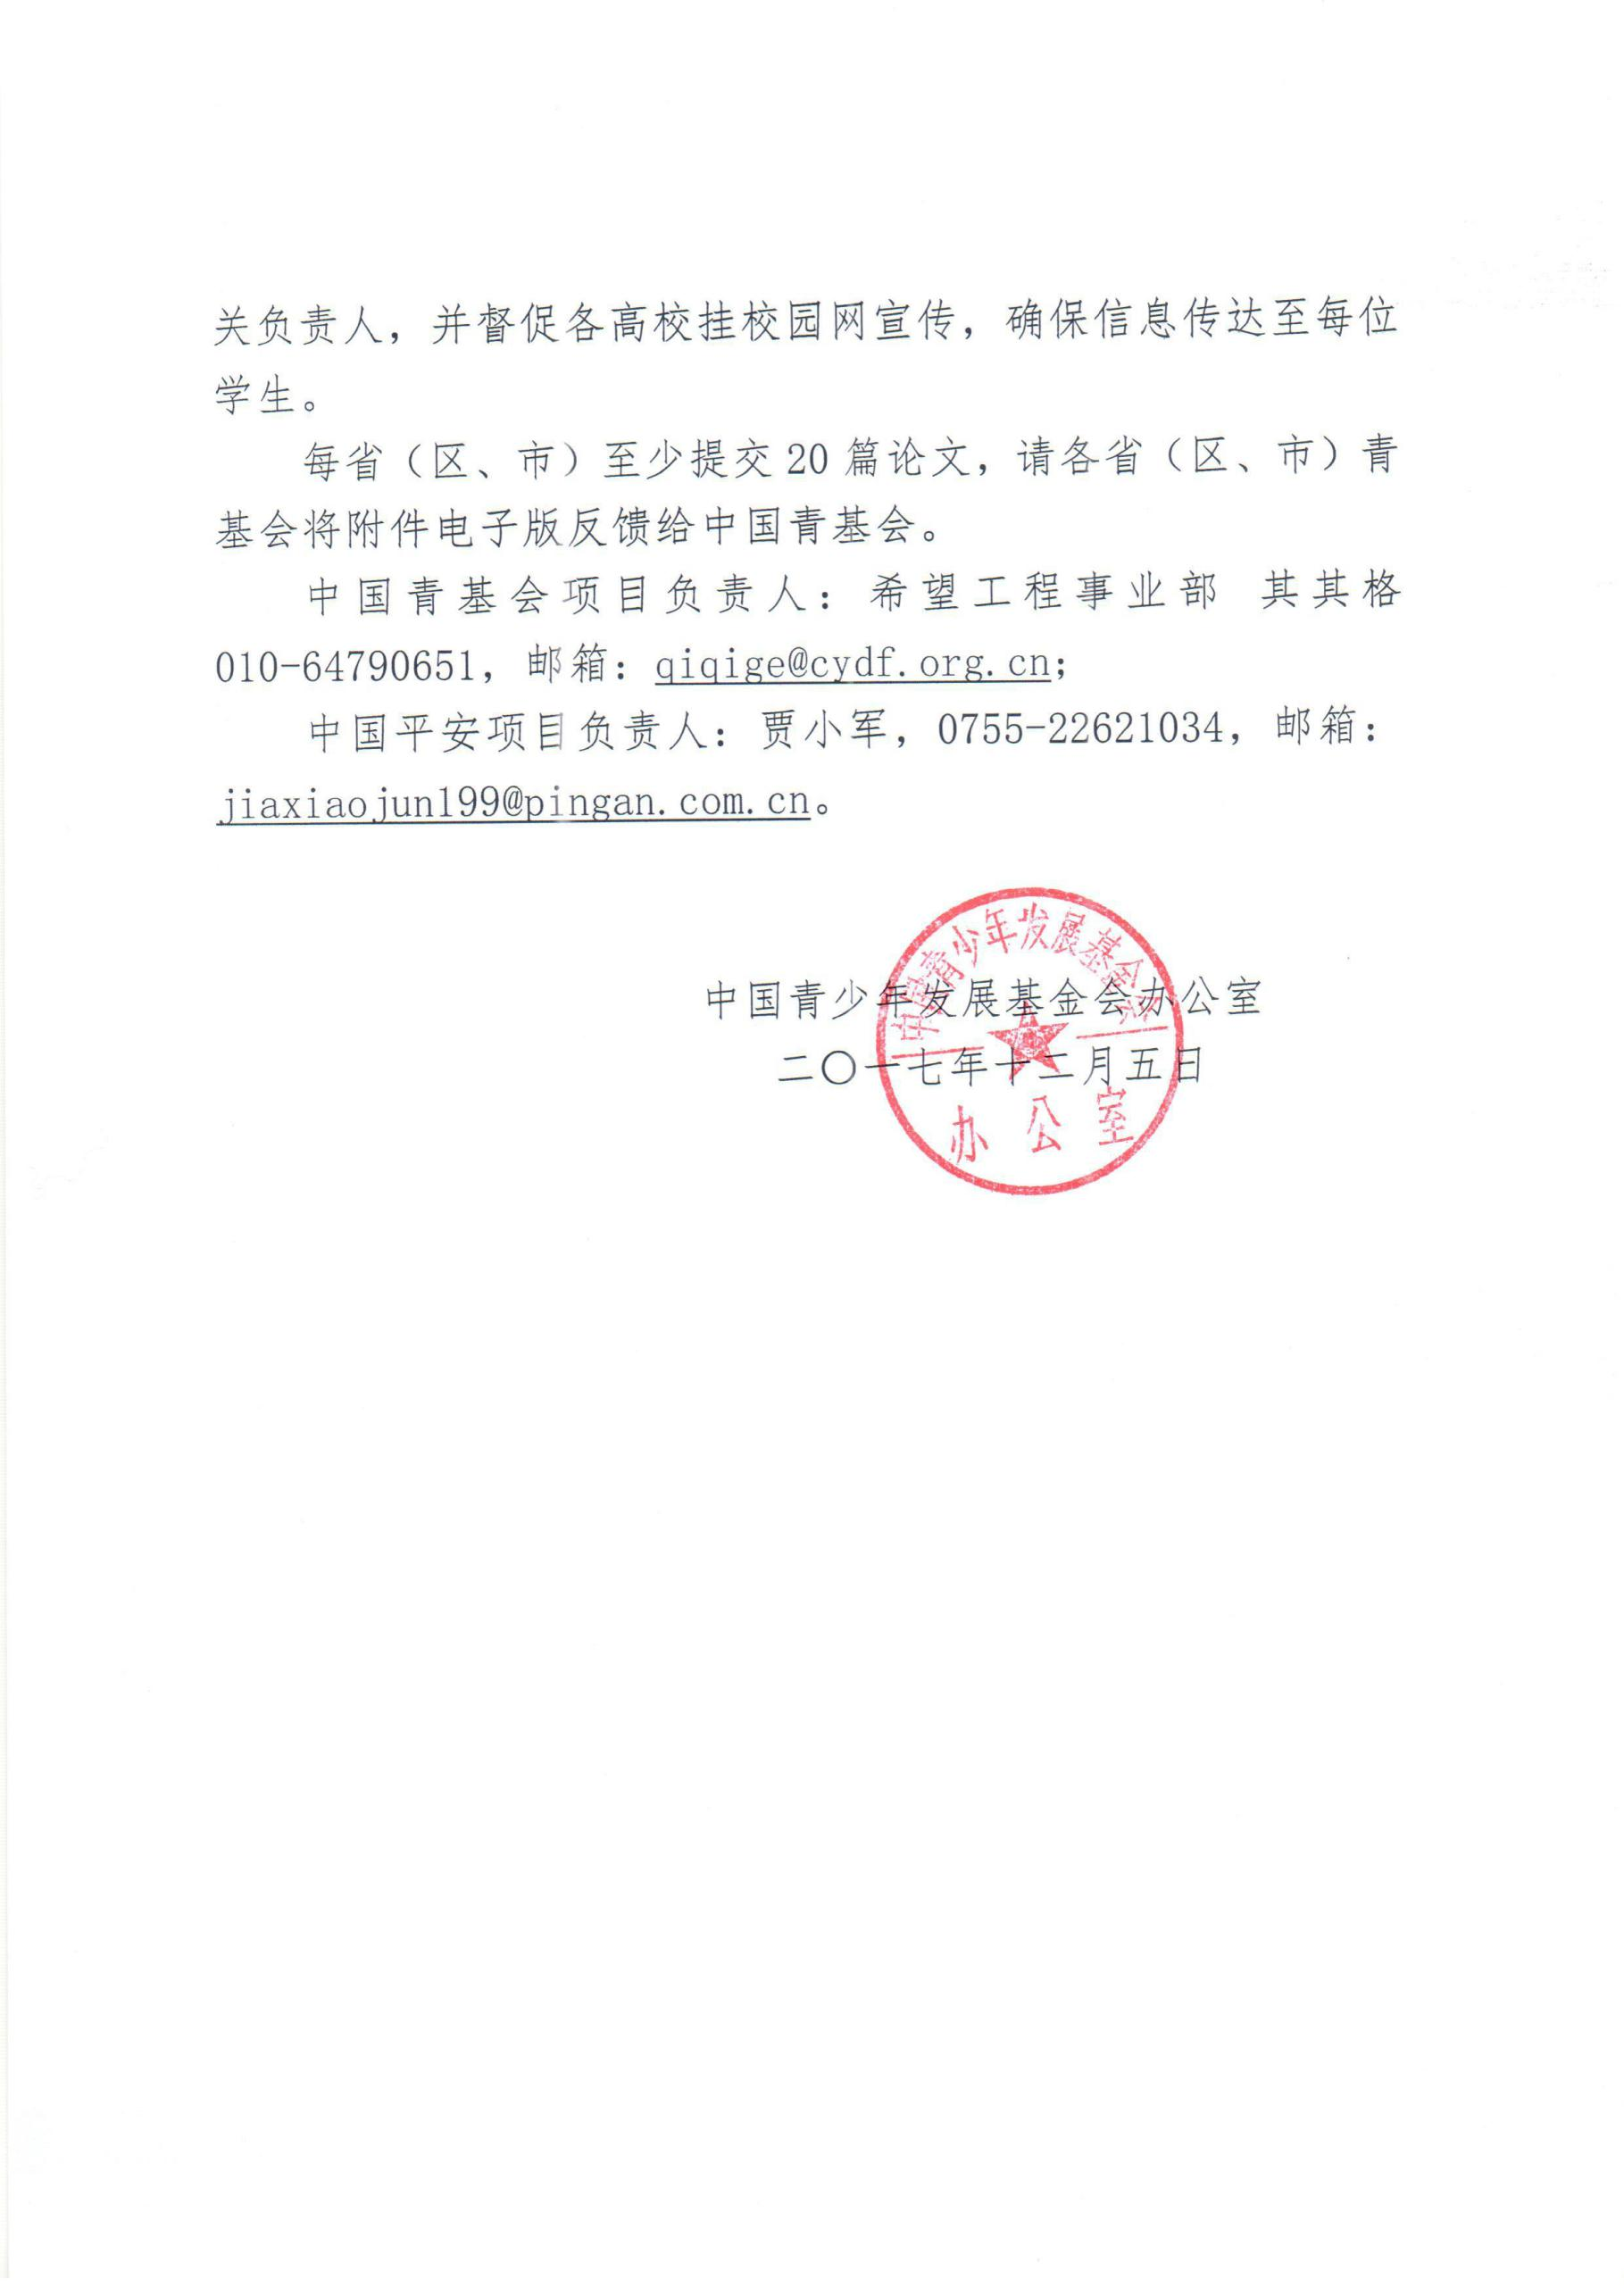 关负责人，并督促各高校挂校园网宣传，确保信息传达至每位
学生。
每省（区、市）至少提交 20 篇论文，请各省（区、市）青
基会将附件电子版反馈给中国青基会。
中国青基会项目负责人：希望工程事业部 其其格
010-64790651，邮箱：qiqige@cydf.org.cn；
中国平安项目负责人：贾小军，0755-22621034，邮箱：
jiaxiaojun199@pingan.com.cn。
中国青少年发展基金会
中国青少年发展基金会办公室
二〇一七年十二月五日
办公室